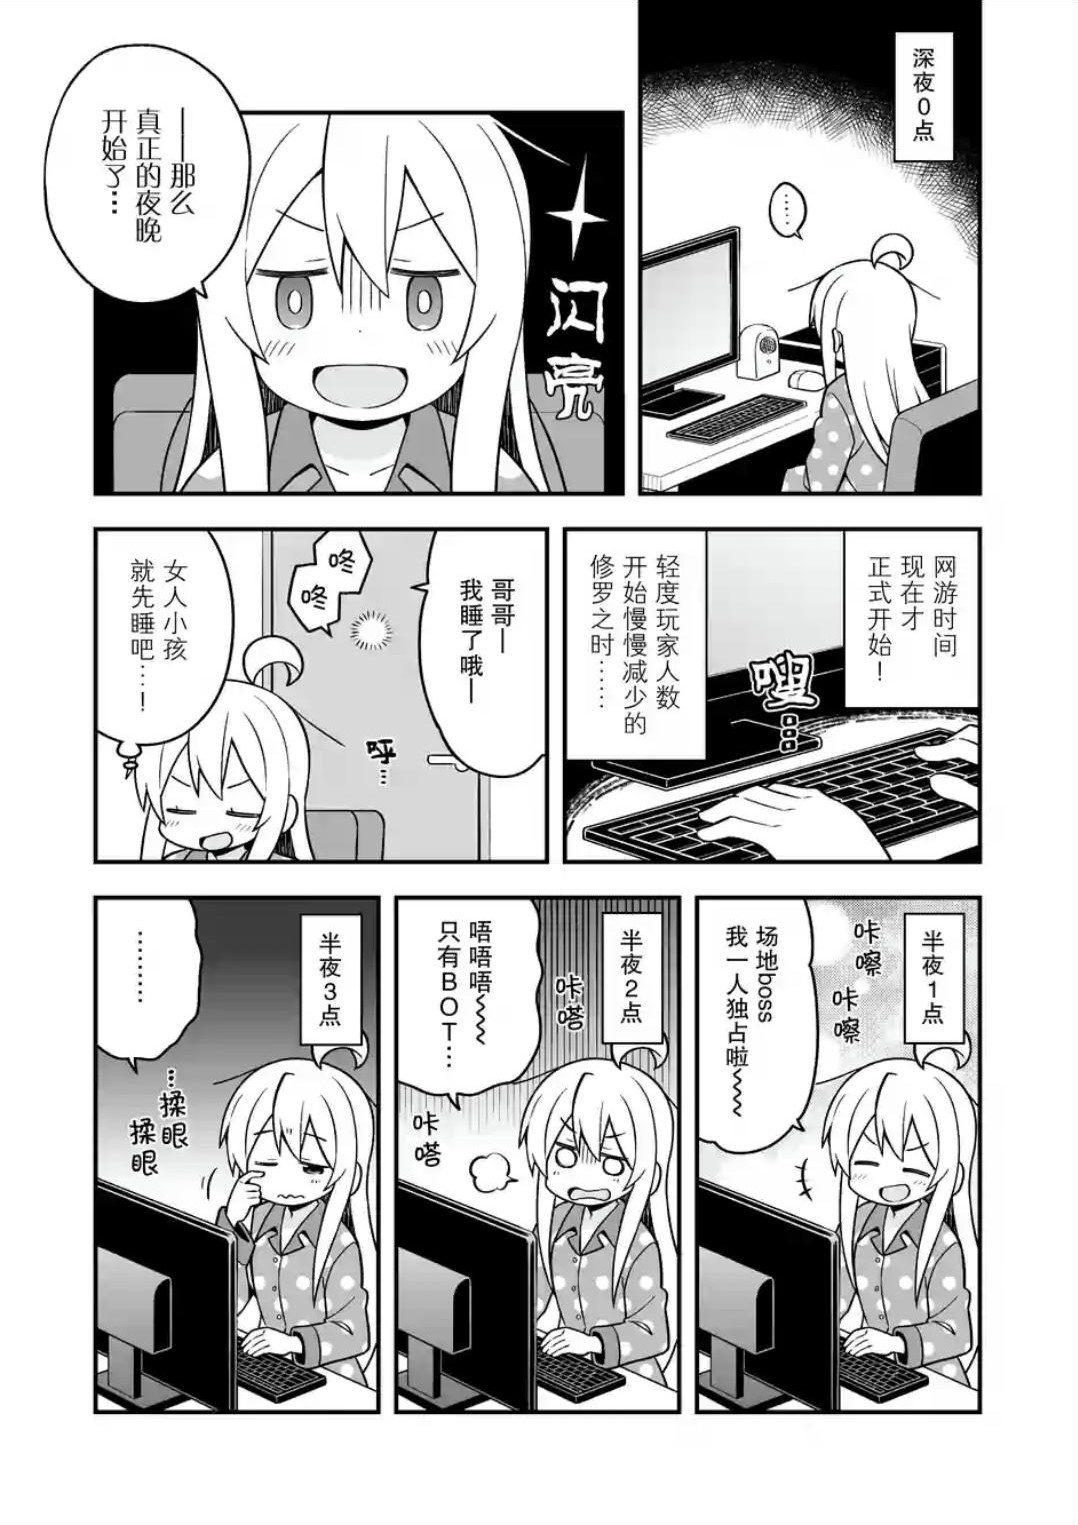 深夜0点
……
——那么
真正的夜晚
开始了…
闪亮
网游时间
现在才
正式开始！
轻度玩家人数
开始慢慢减少的
修罗之时……
嗖…
哥哥—
我睡了哦—
咚
咚
呼…
女人小孩
就先睡吧…！
半夜1点
咔嚓
咔嚓
场地boss
我一人独占啦~~
半夜2点
咔嗒
唔唔唔~~
只有BOT…
咔嗒
半夜3点
………
…揉眼
揉眼